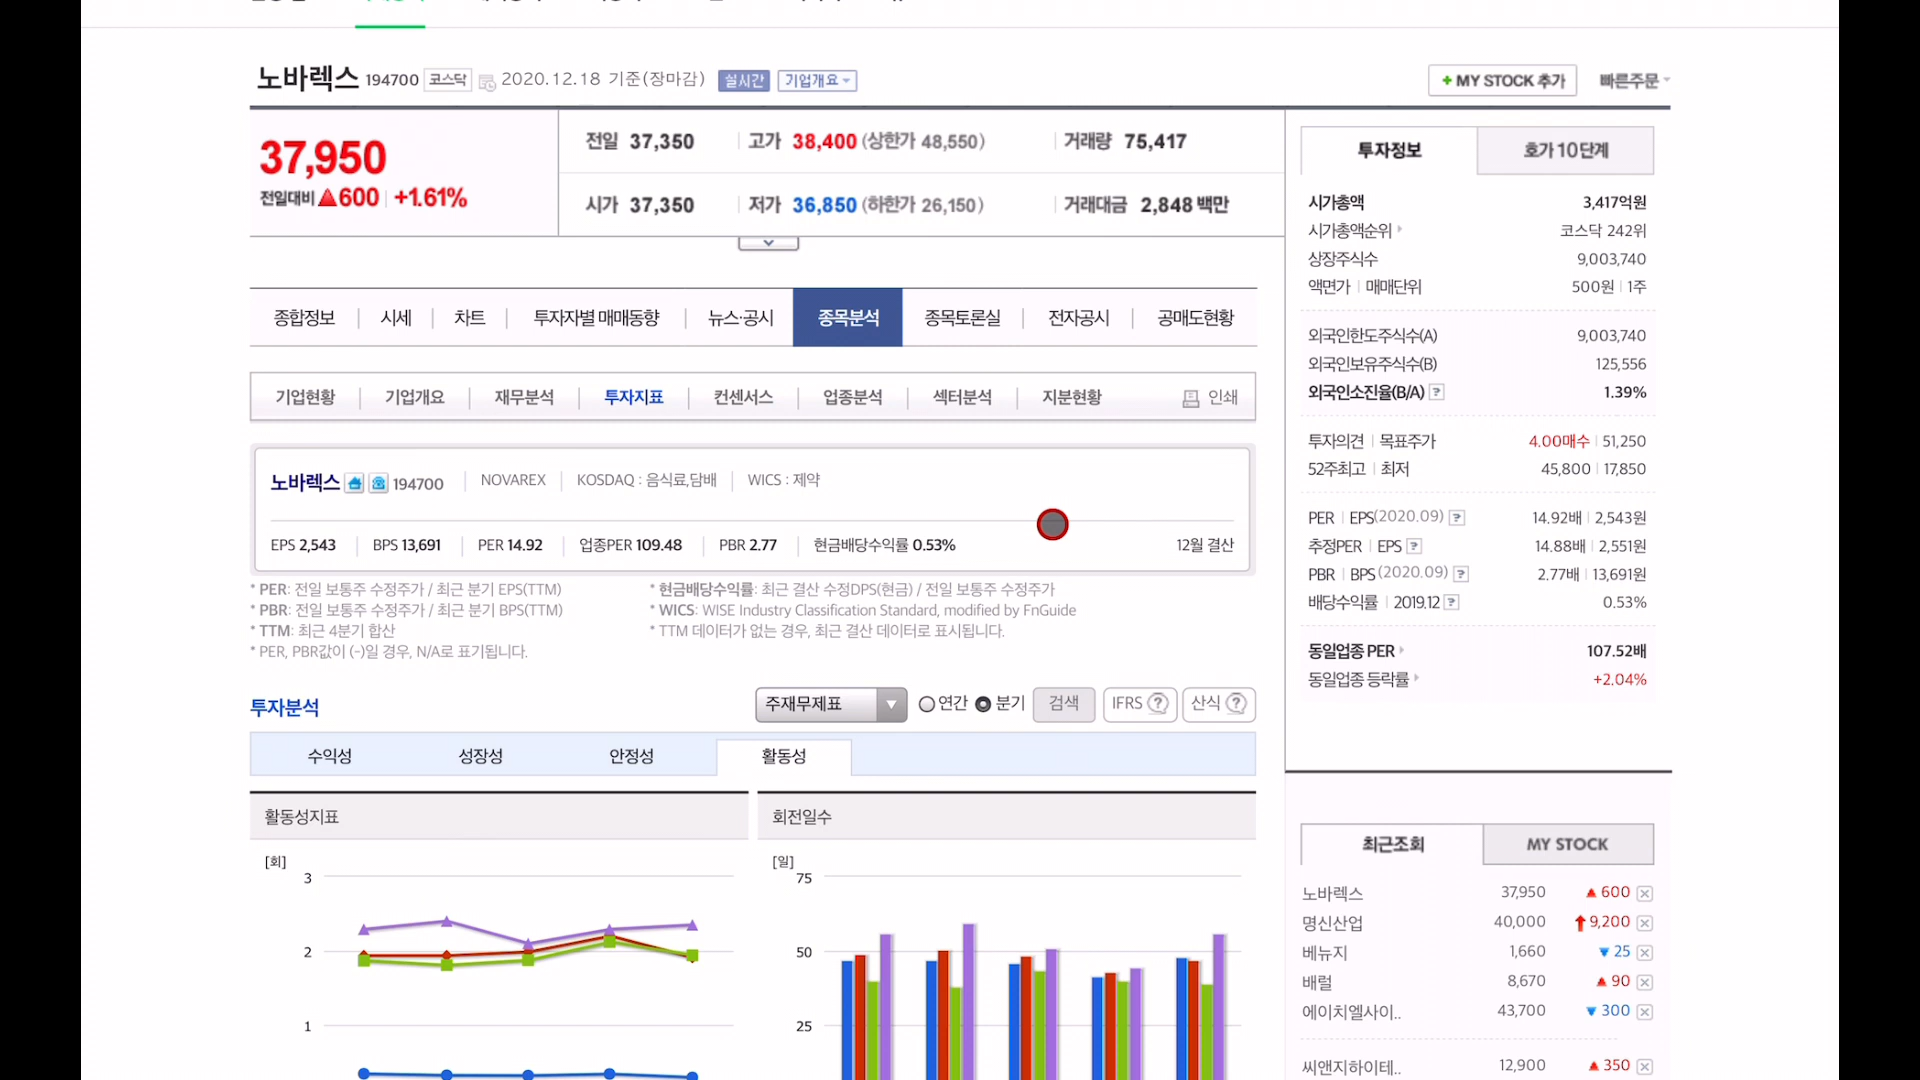 노바렉스 194700 코스닥 2020.12.18 기준(장마감) 실시간 기업개요
+ MY STOCK 추가 빠른주문
37,950
전일대비 ▲600 +1.61%
전일 37,350 고가 38,400 (상한가 48,550) 거래량 75,417
시가 37,350 저가 36,850 (하한가 26,150) 거래대금 2,848 백만
종합정보 시세 차트 투자자별 매매동향 뉴스·공시 종목분석 종목토론실 전자공시 공매도현황
기업현황 기업개요 재무분석 투자지표 컨센서스 업종분석 섹터분석 지분현황 인쇄
노바렉스 194700 NOVAREX KOSDAQ : 음식료,담배 WICS : 제약
EPS 2,543 BPS 13,691 PER 14.92 업종PER 109.48 PBR 2.77 현금배당수익률 0.53% 12월 결산
* PER: 전일 보통주 수정주가 / 최근 분기 EPS(TTM)
* PBR: 전일 보통주 수정주가 / 최근 분기 BPS(TTM)
* TTM: 최근 4분기 합산
* PER, PBR값이 (-)일 경우, N/A로 표기됩니다.
* 현금배당수익률: 최근 결산 수정DPS(현금) / 전일 보통주 수정주가
* WICS: WISE Industry Classification Standard, modified by FnGuide
* TTM 데이터가 없는 경우, 최근 결산 데이터로 표시됩니다.
투자분석 주재무제표 연간 분기 검색 IFRS ? 산식 ?
수익성 성장성 안정성 활동성
활동성지표
[회]
3
2
1
회전일수
[일]
75
50
25
투자정보 호가 10단계
시가총액 3,417억원
시가총액순위 코스닥 242위
상장주식수 9,003,740
액면가 매매단위 500원 1주
외국인한도주식수(A) 9,003,740
외국인보유주식수(B) 125,556
외국인소진율(B/A) ? 1.39%
투자의견 목표주가 4.00매수 51,250
52주최고 최저 45,800 17,850
PER EPS(2020.09) ? 14.92배 2,543원
추정PER EPS ? 14.88배 2,551원
PBR BPS(2020.09) ? 2.77배 13,691원
배당수익률 2019.12 ? 0.53%
동일업종 PER 107.52배
동일업종 등락률 +2.04%
최근조회 MY STOCK
노바렉스 37,950 ▲600
명신산업 40,000 9,200
베뉴지 1,660 ▼25
배럴 8,670 ▲90
에이치엘사이.. 43,700 ▼300
씨앤지하이테.. 12,900 ▲350